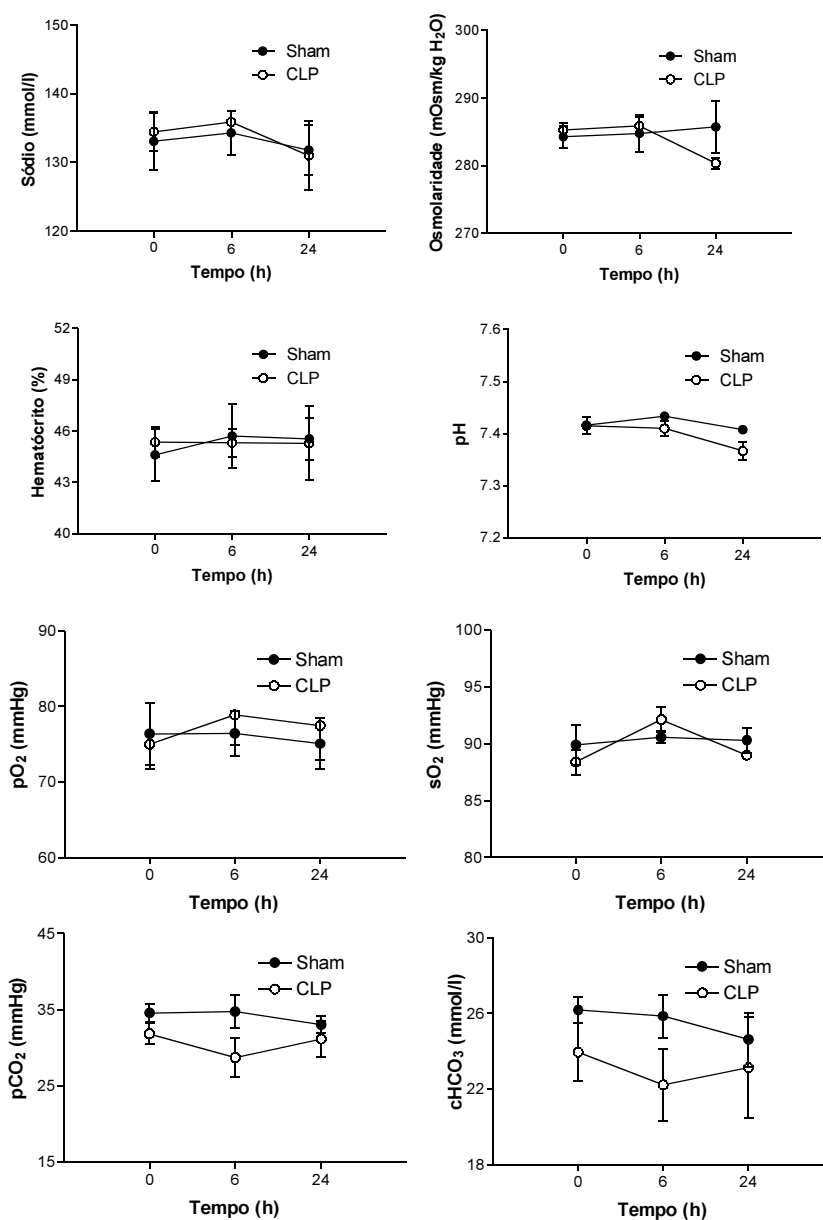 Sham
CLP
Sódio (mmol/l)
150
140
130
120
0 6 24
Tempo (h)
Sham
CLP
Osmolaridade (mOsm/kg H₂O)
300
290
280
270
0 6 24
Tempo (h)
Sham
CLP
Hematócrito (%)
52
49
46
43
40
0 6 24
Tempo (h)
Sham
CLP
pH
7.6
7.5
7.4
7.3
7.2
0 6 24
Tempo (h)
Sham
CLP
pO₂ (mmHg)
90
80
70
60
0 6 24
Tempo (h)
Sham
CLP
sO₂ (mmHg)
100
95
90
85
80
0 6 24
Tempo (h)
Sham
CLP
pCO₂ (mmHg)
45
35
25
15
0 6 24
Tempo (h)
Sham
CLP
cHCO₃ (mmol/l)
30
26
22
18
0 6 24
Tempo (h)